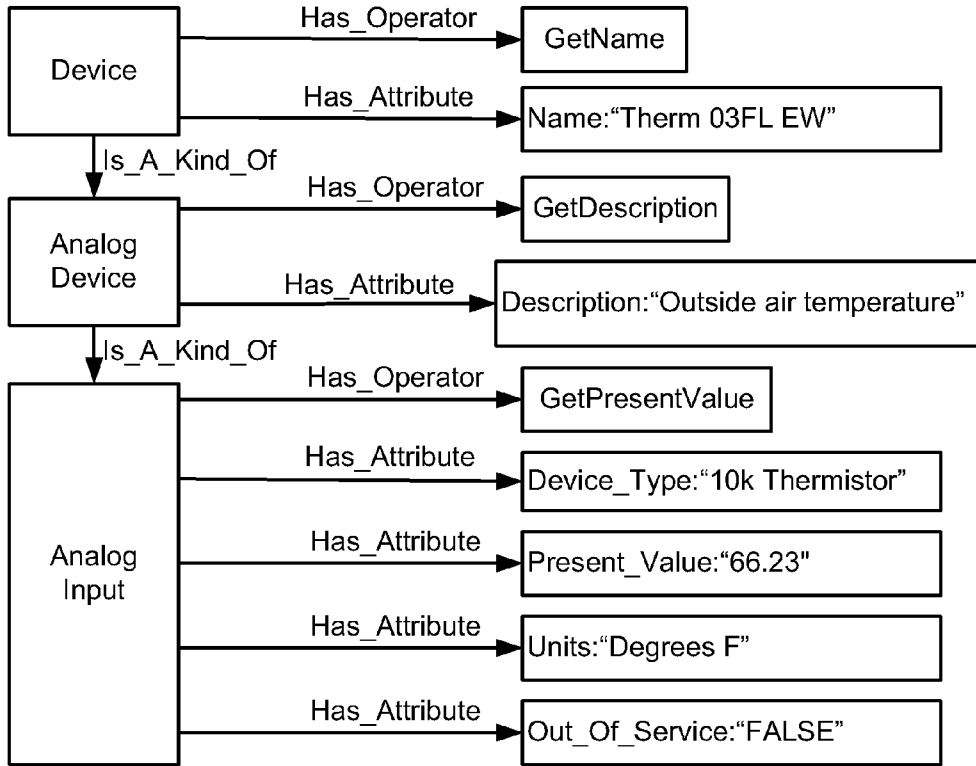 Has_Operator
GetName
Device
Has_Attribute
Name:“Therm 03FL EW”
Is_A_Kind_Of
Has_Operator
GetDescription
Analog
Device
Has_Attribute
Description:“Outside air temperature”
Is_A_Kind_Of
Has_Operator
GetPresentValue
Has_Attribute
Device_Type:“10k Thermistor”
Analog
Input
Has_Attribute
Present_Value:“66.23"
Has_Attribute
Units:“Degrees F”
Has_Attribute
Out_Of_Service:“FALSE”